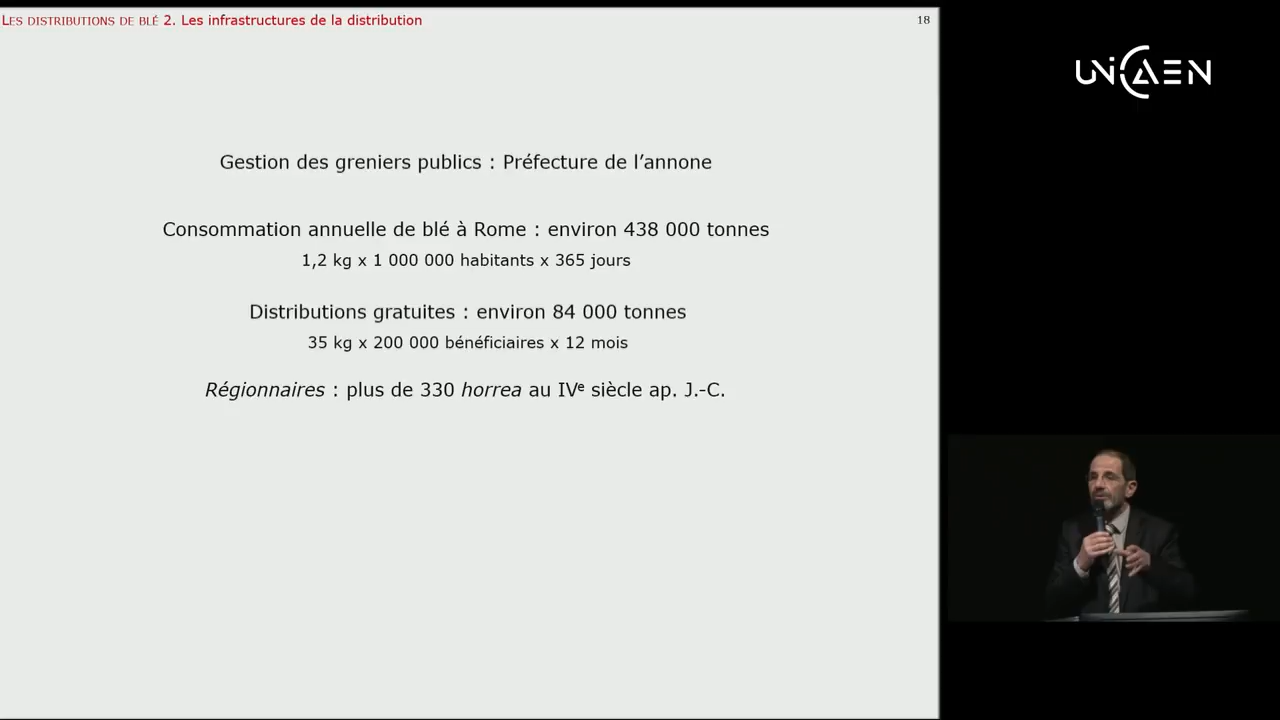 LES DISTRIBUTIONS DE BLÉ 2. Les infrastructures de la distribution
18
UNICAEN
Gestion des greniers publics : Préfecture de l’annone
Consommation annuelle de blé à Rome : environ 438 000 tonnes
1,2 kg x 1 000 000 habitants x 365 jours
Distributions gratuites : environ 84 000 tonnes
35 kg x 200 000 bénéficiaires x 12 mois
Régionnaires : plus de 330 horrea au IVe siècle ap. J.-C.